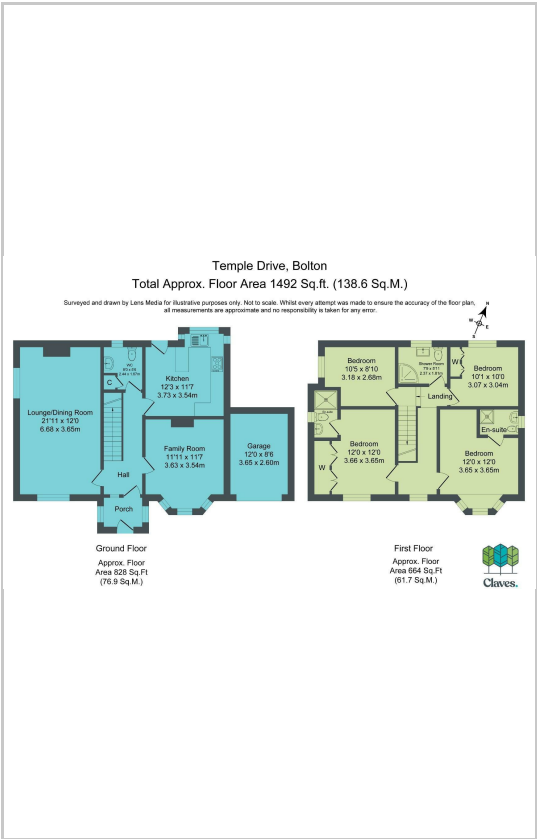 Temple Drive, Bolton
Total Approx. Floor Area 1492 Sq.ft. (138.6 Sq.M.)
Surveyed and drawn by Lens Media for illustrative purposes only. Not to scale. Whilst every attempt was made to ensure the accuracy of the floor plan,
all measurements are approximate and no responsibility is taken for any error.
N
W
E
S
Lounge/Dining Room
21'11 x 12'0
6.68 x 3.65m
WC
C
Kitchen
12'3 x 11'7
3.73 x 3.54m
Family Room
11'11 x 11'7
3.63 x 3.54m
Garage
12'0 x 8'6
3.65 x 2.60m
Hall
Porch
Ground Floor
Approx. Floor
Area 828 Sq.Ft
(76.9 Sq.M.)
Bedroom
10'5 x 8'10
3.18 x 2.68m
Shower Room
W
Bedroom
10'1 x 10'0
3.07 x 3.04m
Landing
En-suite
Bedroom
12'0 x 12'0
3.66 x 3.65m
W
En-suite
Bedroom
12'0 x 12'0
3.65 x 3.65m
First Floor
Approx. Floor
Area 664 Sq.Ft
(61.7 Sq.M.)
Claves.